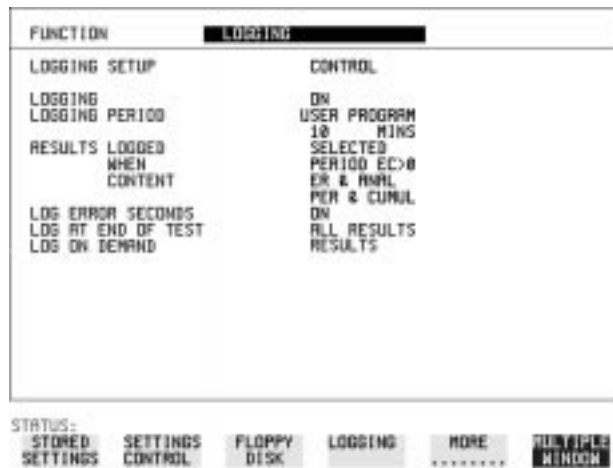 FUNCTION LOGGING
LOGGING SETUP CONTROL
LOGGING ON
LOGGING PERIOD USER PROGRAM
10 MINS
RESULTS LOGGED SELECTED
WHEN PERIOD EC>0
CONTENT ER & ANAL
PER & CUMUL
LOG ERROR SECONDS ON
LOG AT END OF TEST ALL RESULTS
LOG ON DEMAND RESULTS
STATUS:
STORED SETTINGS FLOPPY LOGGING MORE MULTIPLE
SETTINGS CONTROL DISK ........ WINDOW